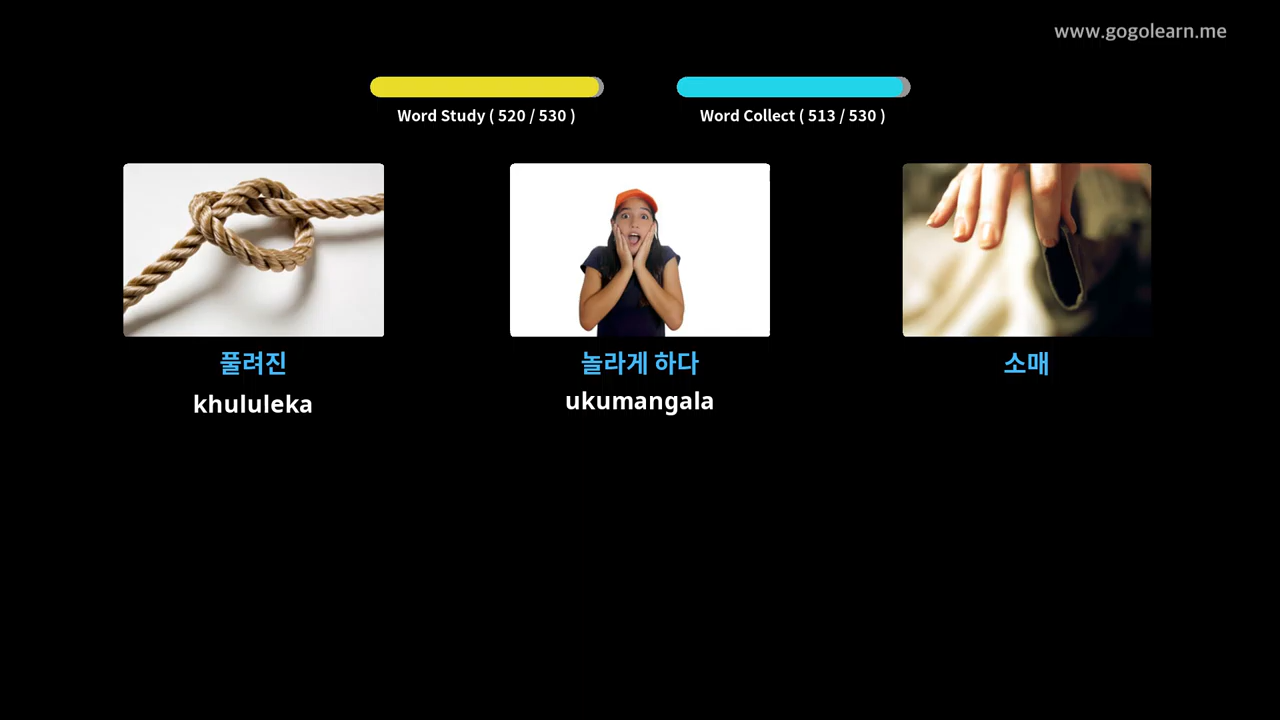 www.gogolearn.me
Word Study ( 520 / 530 )
Word Collect ( 513 / 530 )
풀려진
놀라게 하다
소매
khululeka
ukumangala